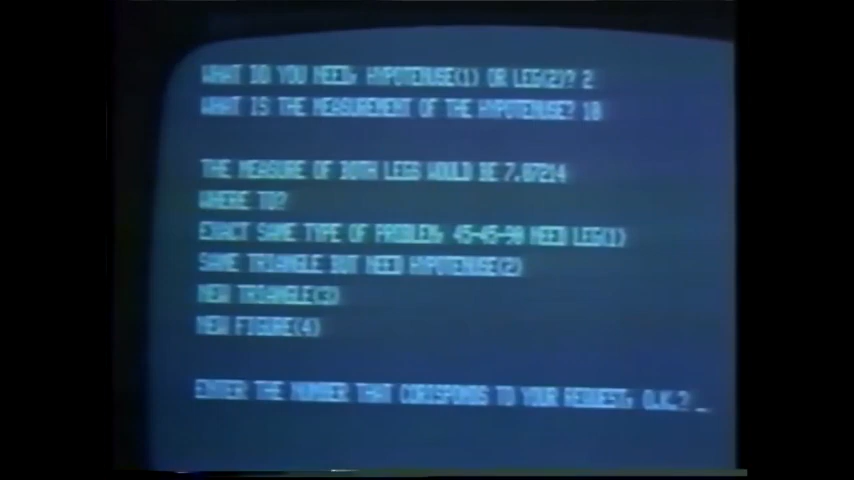 WHAT DO YOU NEED, HYPOTENUSE(1) OR LEG(2)? 2
WHAT IS THE MEASUREMENT OF THE HYPOTENUSE? 10
THE MEASURE OF BOTH LEGS WOULD BE 7.07214
WHERE TO?
EXACT SAME TYPE OF PROBLEM, 45-45-90 NEED LEG(1)
SAME TRIANGLE BUT NEED HYPOTENUSE(2)
NEW TRIANGLE(3)
NEW FIGURE(4)
ENTER THE NUMBER THAT CORISPONDS TO YOUR REQUEST, O.K.? _